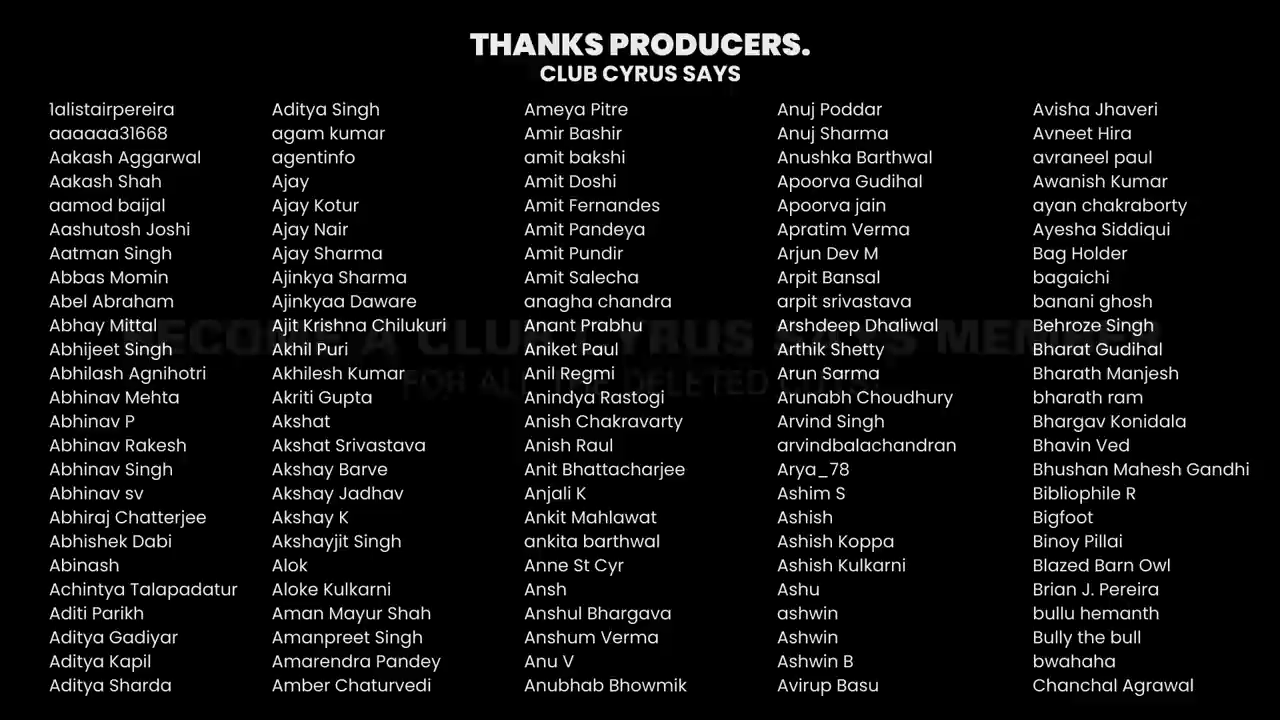 THANKS PRODUCERS.
CLUB CYRUS SAYS
1alistairpereira
aaaaaa31668
Aakash Aggarwal
Aakash Shah
aamod baijal
Aashutosh Joshi
Aatman Singh
Abbas Momin
Abel Abraham
Abhay Mittal
Abhijeet Singh
Abhilash Agnihotri
Abhinav Mehta
Abhinav P
Abhinav Rakesh
Abhinav Singh
Abhinav sv
Abhiraj Chatterjee
Abhishek Dabi
Abinash
Achintya Talapadatur
Aditi Parikh
Aditya Gadiyar
Aditya Kapil
Aditya Sharda
Aditya Singh
agam kumar
agentinfo
Ajay
Ajay Kotur
Ajay Nair
Ajay Sharma
Ajinkya Sharma
Ajinkyaa Daware
Ajit Krishna Chilukuri
Akhil Puri
Akhilesh Kumar
Akriti Gupta
Akshat
Akshat Srivastava
Akshay Barve
Akshay Jadhav
Akshay K
Akshayjit Singh
Alok
Aloke Kulkarni
Aman Mayur Shah
Amanpreet Singh
Amarendra Pandey
Amber Chaturvedi
Ameya Pitre
Amir Bashir
amit bakshi
Amit Doshi
Amit Fernandes
Amit Pandeya
Amit Pundir
Amit Salecha
anagha chandra
Anant Prabhu
Aniket Paul
Anil Regmi
Anindya Rastogi
Anish Chakravarty
Anish Raul
Anit Bhattacharjee
Anjali K
Ankit Mahlawat
ankita barthwal
Anne St Cyr
Ansh
Anshul Bhargava
Anshum Verma
Anu V
Anubhab Bhowmik
Anuj Poddar
Anuj Sharma
Anushka Barthwal
Apoorva Gudihal
Apoorva jain
Apratim Verma
Arjun Dev M
Arpit Bansal
arpit srivastava
Arshdeep Dhaliwal
Arthik Shetty
Arun Sarma
Arunabh Choudhury
Arvind Singh
arvindbalachandran
Arya_78
Ashim S
Ashish
Ashish Koppa
Ashish Kulkarni
Ashu
ashwin
Ashwin
Ashwin B
Avirup Basu
Avisha Jhaveri
Avneet Hira
avraneel paul
Awanish Kumar
ayan chakraborty
Ayesha Siddiqui
Bag Holder
bagaichi
banani ghosh
Behroze Singh
Bharat Gudihal
Bharath Manjesh
bharath ram
Bhargav Konidala
Bhavin Ved
Bhushan Mahesh Gandhi
Bibliophile R
Bigfoot
Binoy Pillai
Blazed Barn Owl
Brian J. Pereira
bullu hemanth
Bully the bull
bwahaha
Chanchal Agrawal